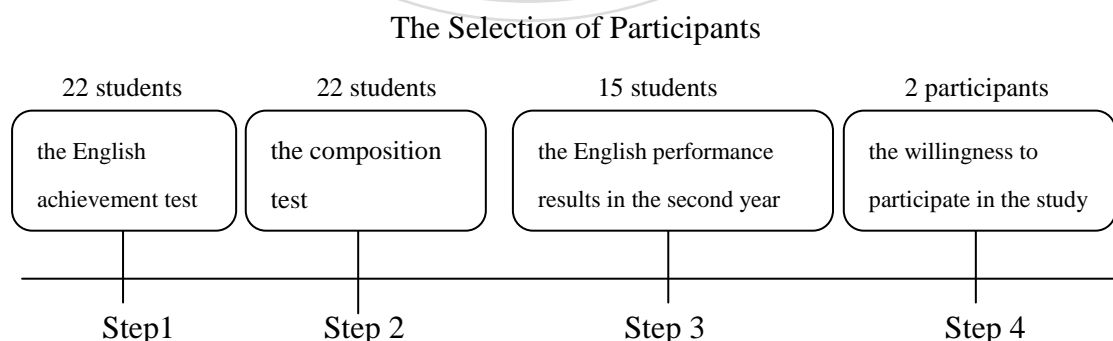 The Selection of Participants
22 students
22 students
15 students
2 participants
the English
achievement test
the composition
test
the English performance
results in the second year
the willingness to
participate in the study
Step1
Step 2
Step 3
Step 4